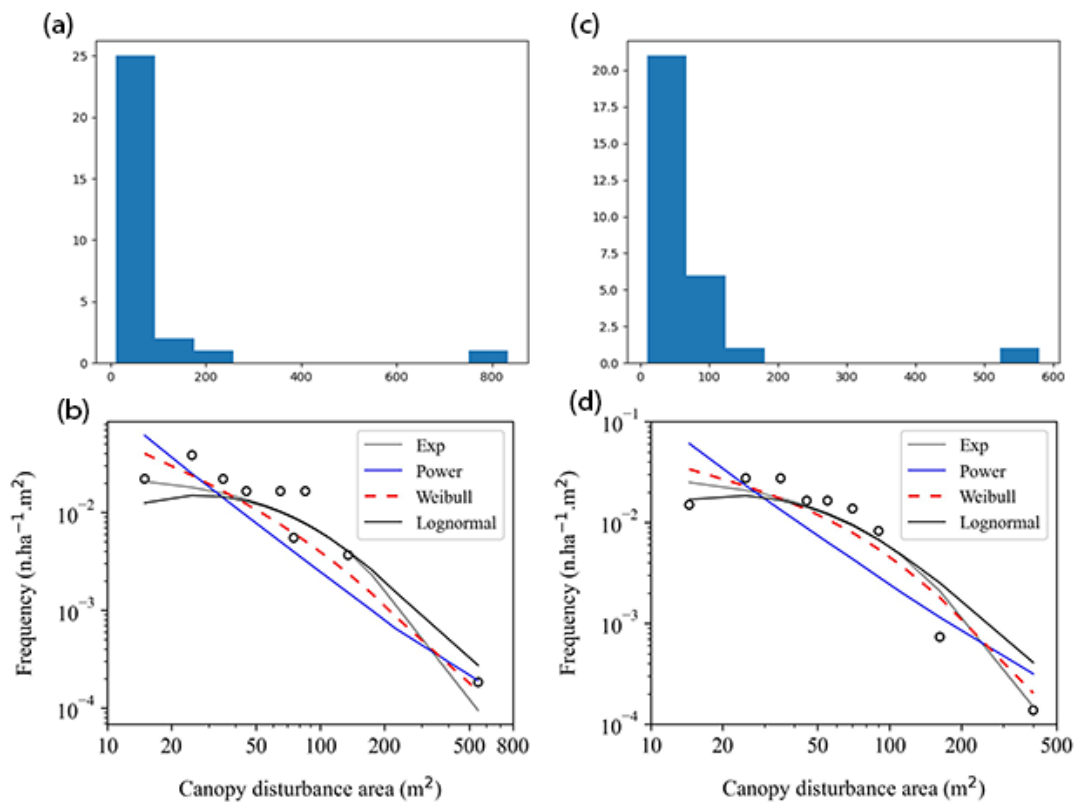 (a)
25
20
15
10
5
0
0 200 400 600 800
(c)
20.0
17.5
15.0
12.5
10.0
7.5
5.0
2.5
0.0
0 100 200 300 400 500 600
(b)
Frequency (n.ha⁻¹.m²)
10⁻²
10⁻³
10⁻⁴
Exp
Power
Weibull
Lognormal
10 50 100 500 800
Canopy disturbance area (m²)
(d)
Frequency (n.ha⁻¹.m²)
10⁻¹
10⁻²
10⁻³
10⁻⁴
Exp
Power
Weibull
Lognormal
10 50 100 200 500
Canopy disturbance area (m²)